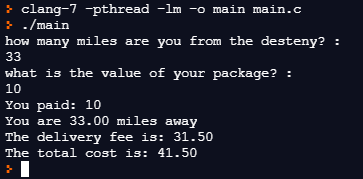 > clang-7 -pthread -lm -o main main.c
> ./main
how many miles are you from the desteny? :
33
what is the value of your package? :
10
You paid: 10
You are 33.00 miles away
The delivery fee is: 31.50
The total cost is: 41.50
>